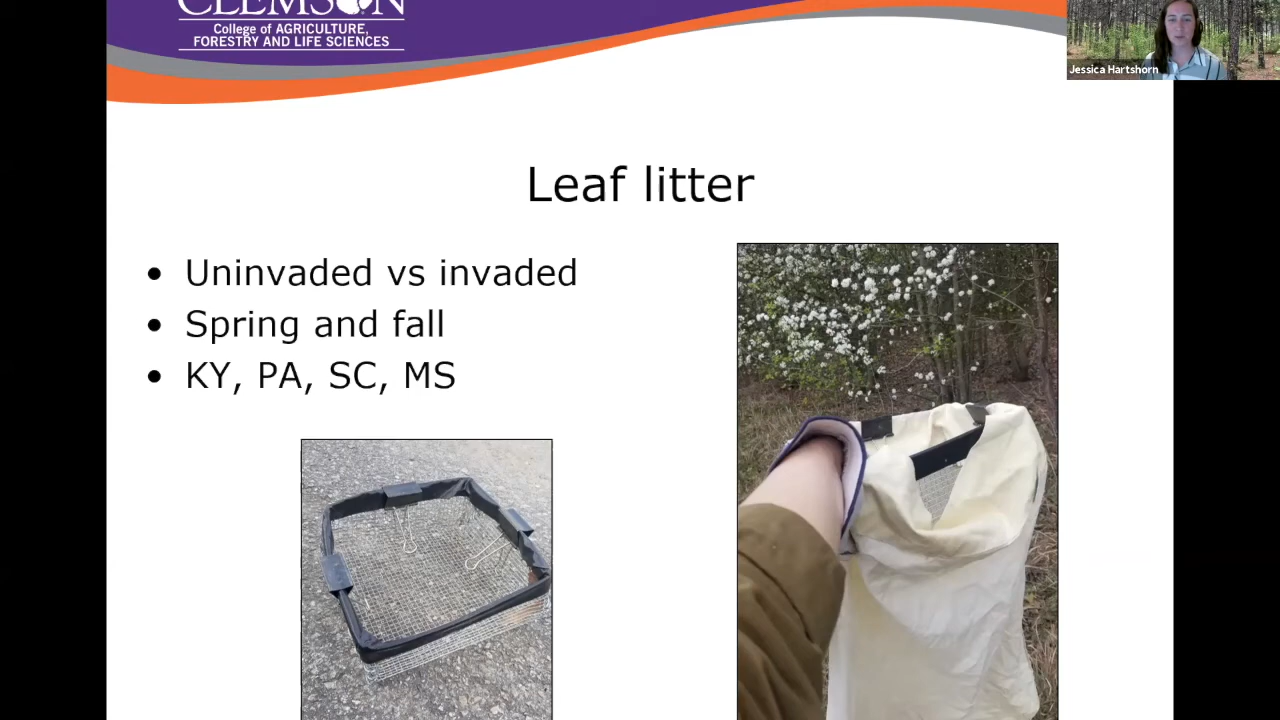 CLEMSON
College of AGRICULTURE,
FORESTRY AND LIFE SCIENCES
Jessica Hartshorn
Leaf litter
• Uninvaded vs invaded
• Spring and fall
• KY, PA, SC, MS